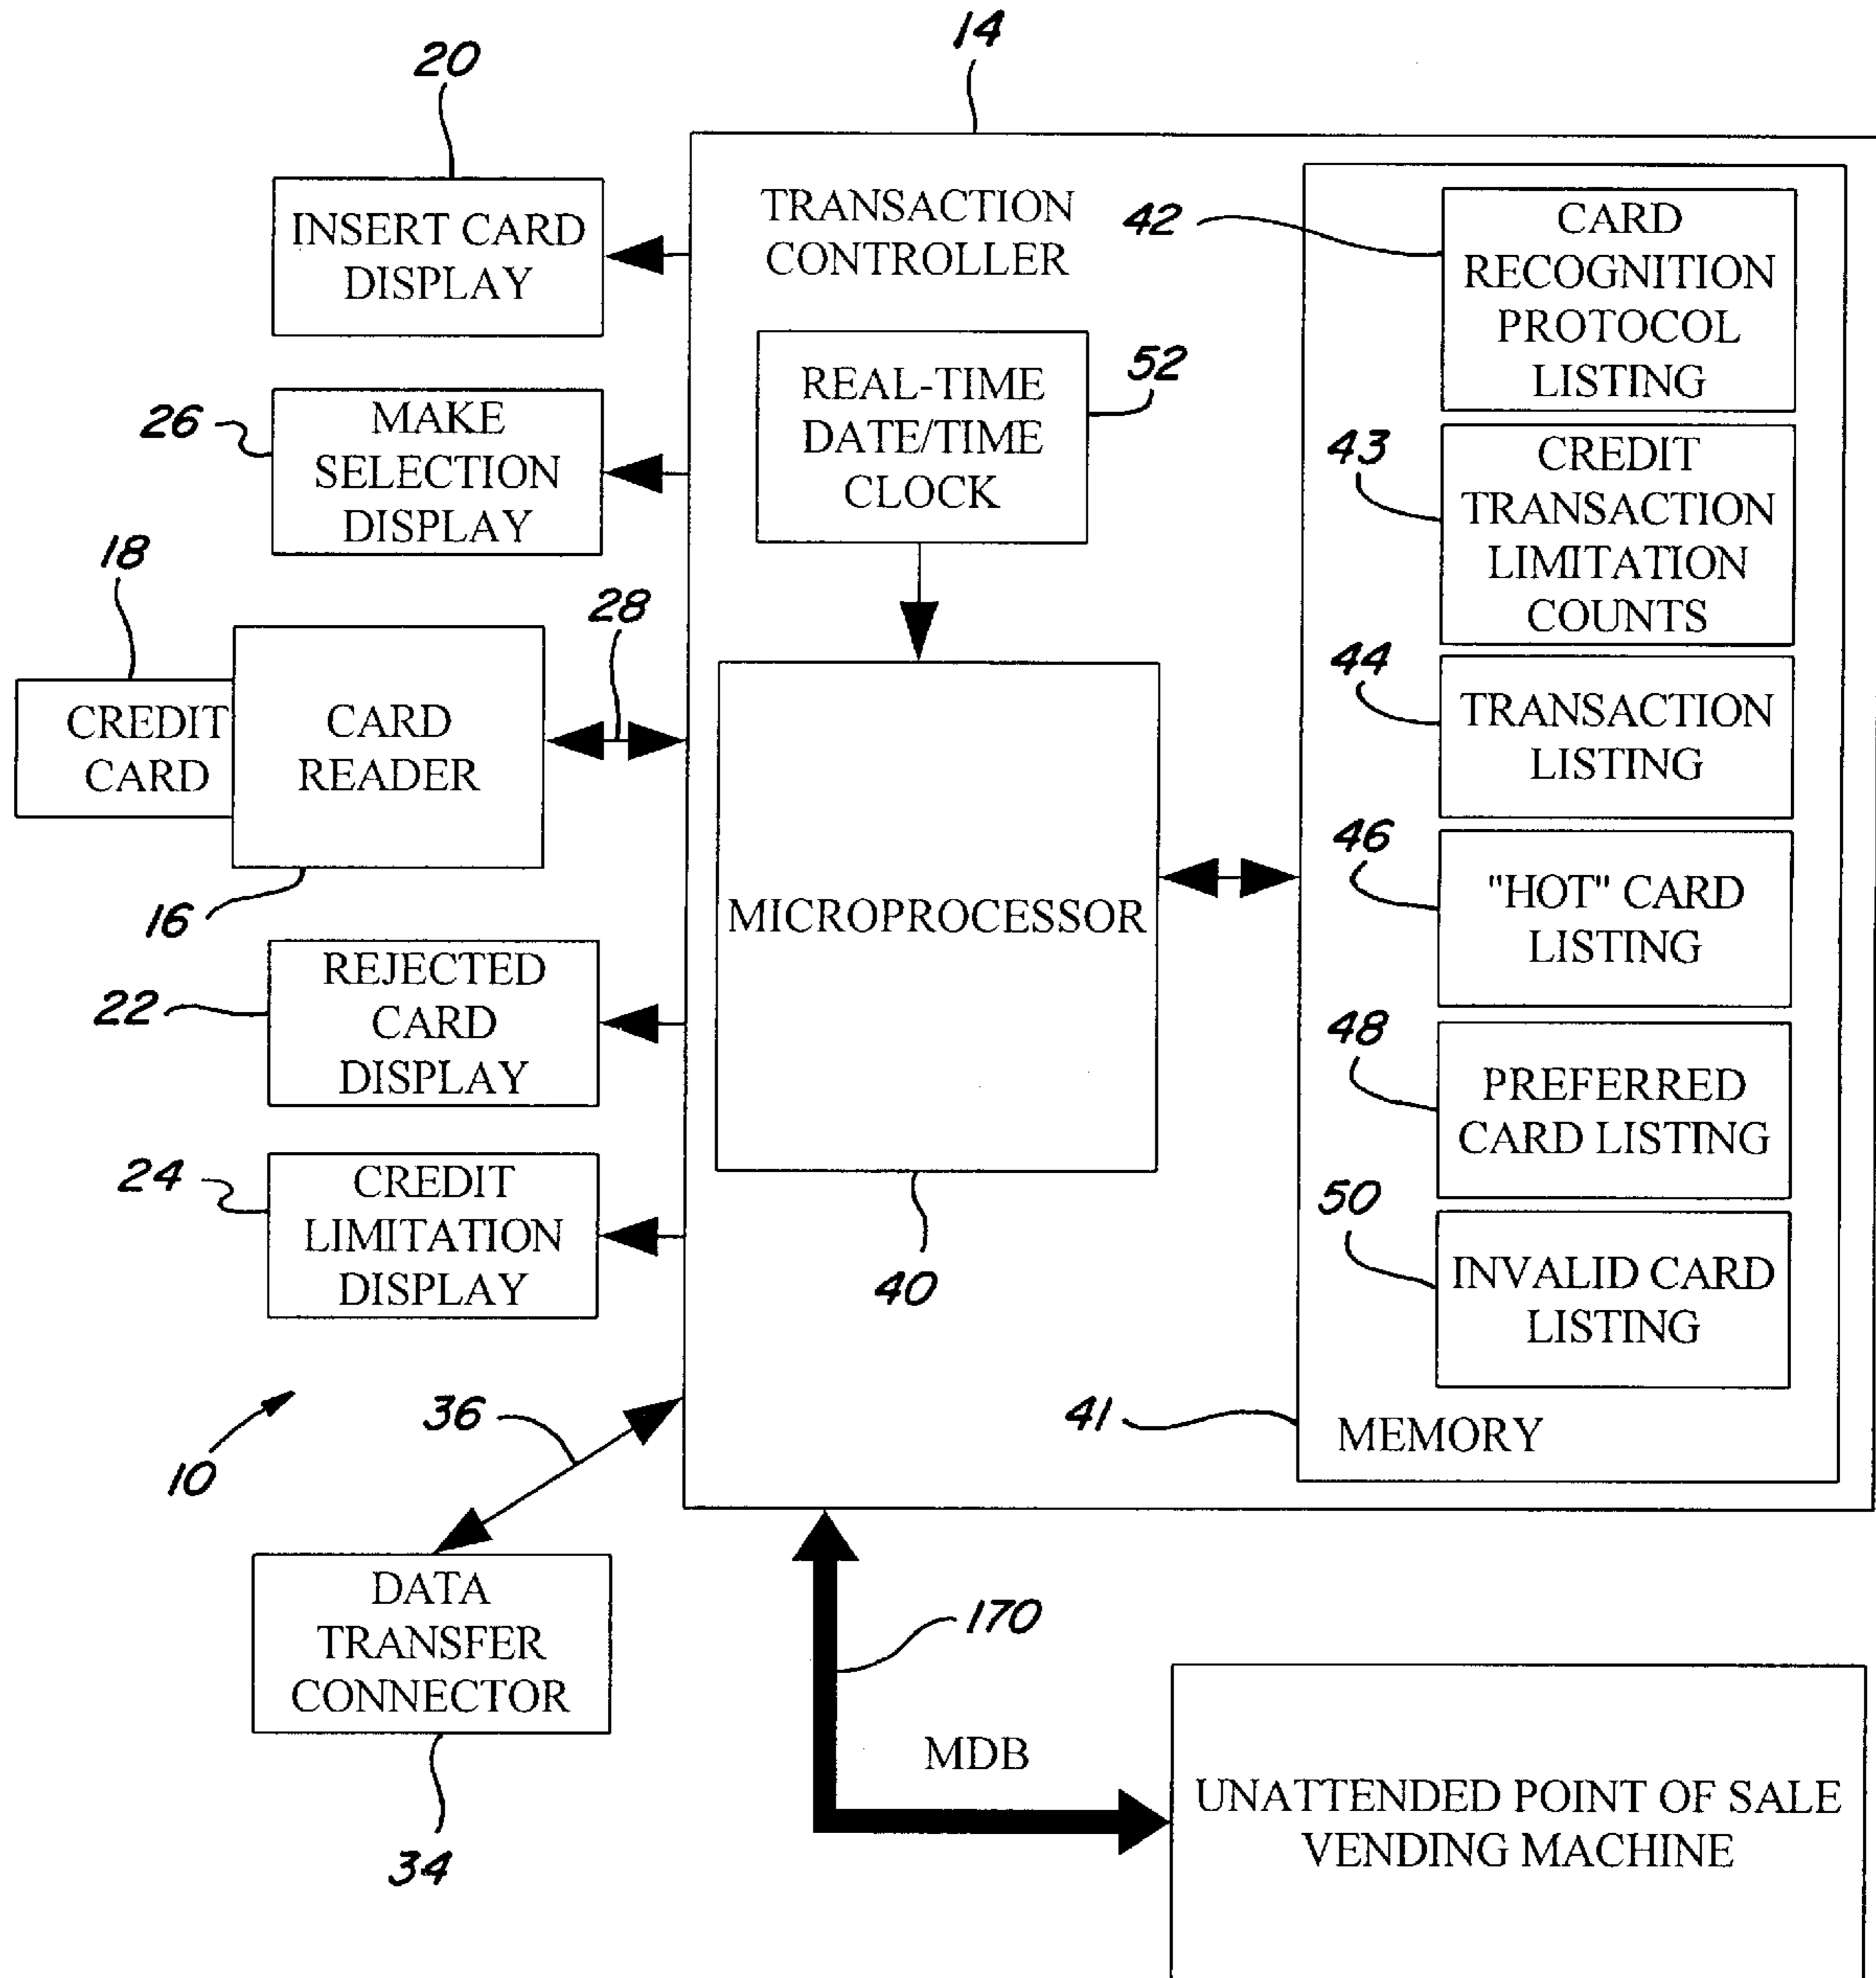 14
20
INSERT CARD
DISPLAY
TRANSACTION
CONTROLLER
42
CARD
RECOGNITION
PROTOCOL
LISTING
26
MAKE
SELECTION
DISPLAY
REAL-TIME
DATE/TIME
CLOCK
52
43
CREDIT
TRANSACTION
LIMITATION
COUNTS
18
28
CREDIT
CARD
CARD
READER
16
44
TRANSACTION
LISTING
MICROPROCESSOR
40
46
"HOT" CARD
LISTING
22
REJECTED
CARD
DISPLAY
48
PREFERRED
CARD LISTING
24
CREDIT
LIMITATION
DISPLAY
50
INVALID CARD
LISTING
10
36
41
MEMORY
DATA
TRANSFER
CONNECTOR
34
170
MDB
UNATTENDED POINT OF SALE
VENDING MACHINE